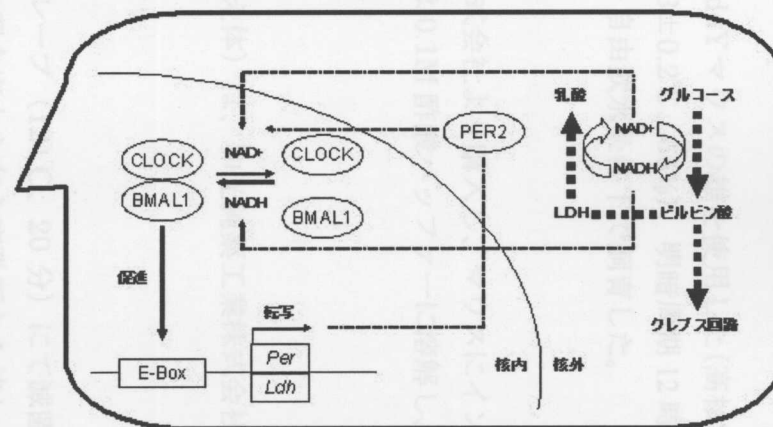 乳酸
グルコース
NAD+
PER2
CLOCK
NAD+
CLOCK
NADH
BMAL1
NADH
BMAL1
LDH
ピルビン酸
促進
転写
クレブス回路
E-Box
Per
Ldh
核内
核外